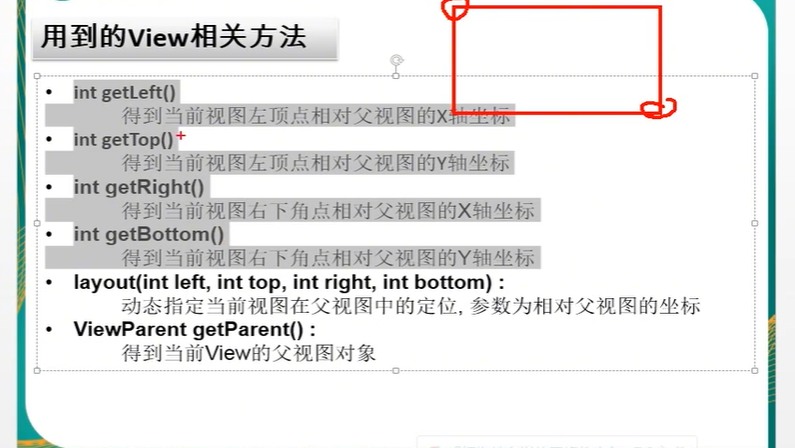 用到的View相关方法
• int getLeft()
得到当前视图左顶点相对父视图的X轴坐标
• int getTop()
得到当前视图左顶点相对父视图的Y轴坐标
• int getRight()
得到当前视图右下角点相对父视图的X轴坐标
• int getBottom()
得到当前视图右下角点相对父视图的Y轴坐标
• layout(int left, int top, int right, int bottom) :
动态指定当前视图在父视图中的定位, 参数为相对父视图的坐标
• ViewParent getParent() :
得到当前View的父视图对象